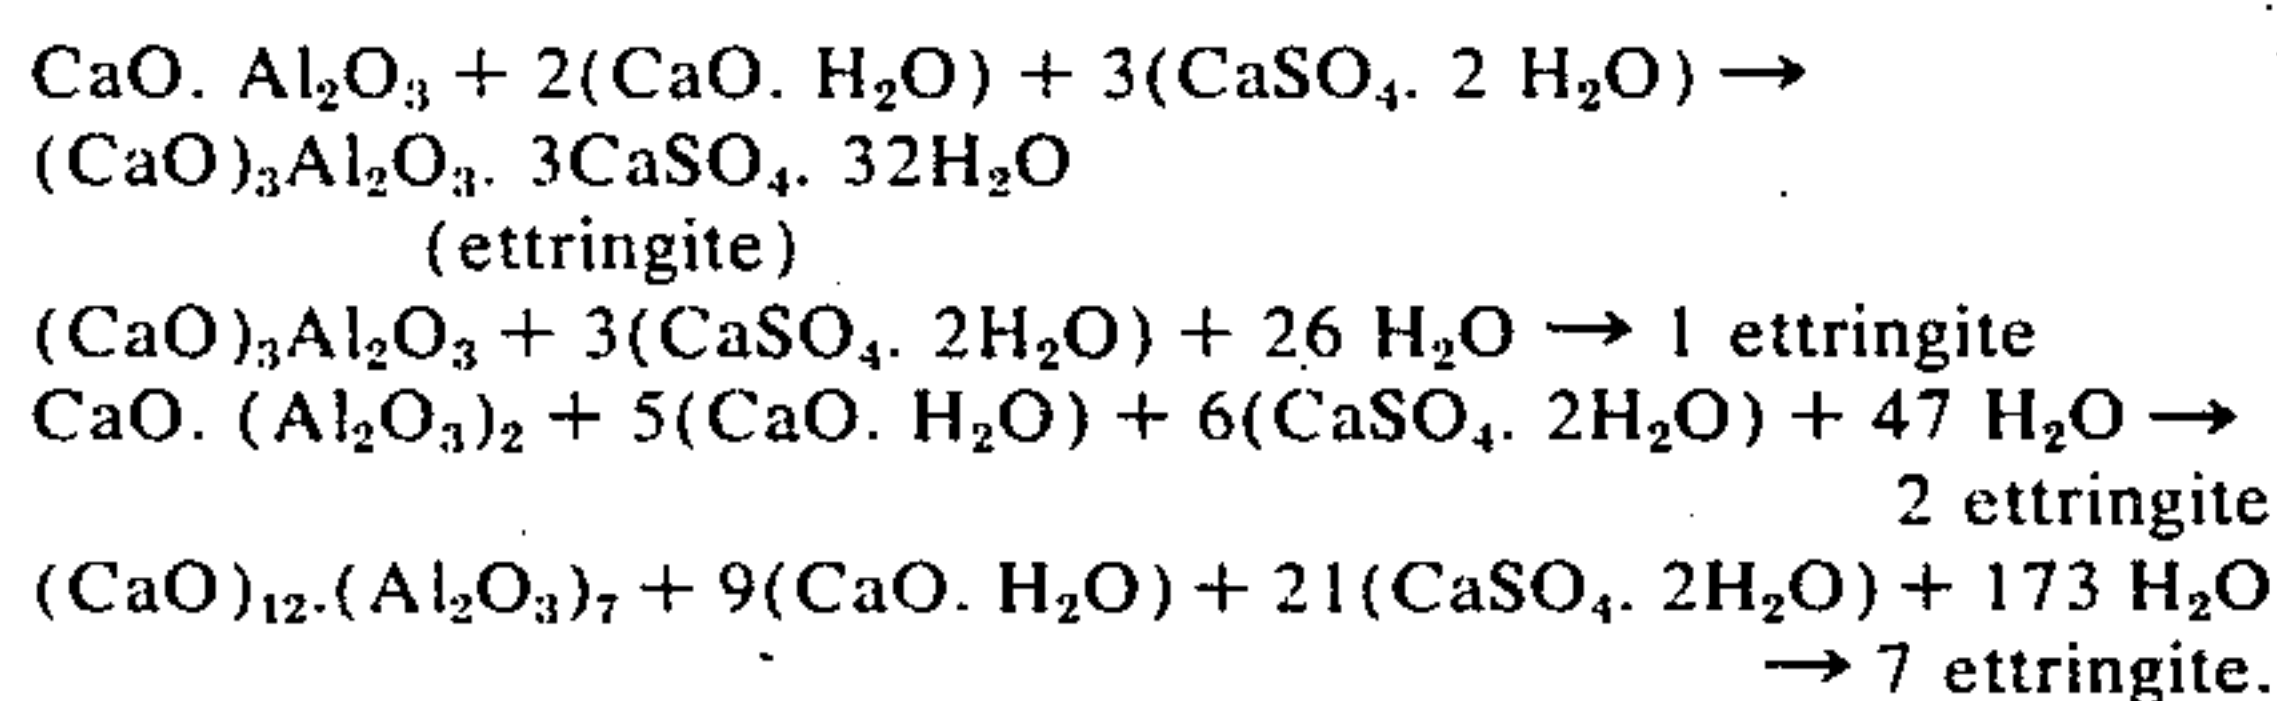 CaO. Al₂O₃ + 2(CaO. H₂O) + 3(CaSO₄. 2 H₂O) →
(CaO)₃Al₂O₃. 3CaSO₄. 32H₂O
(ettringite)
(CaO)₃Al₂O₃ + 3(CaSO₄. 2H₂O) + 26 H₂O → 1 ettringite
CaO. (Al₂O₃)₂ + 5(CaO. H₂O) + 6(CaSO₄. 2H₂O) + 47 H₂O →
2 ettringite
(CaO)₁₂.(Al₂O₃)₇ + 9(CaO. H₂O) + 21(CaSO₄. 2H₂O) + 173 H₂O
→ 7 ettringite.